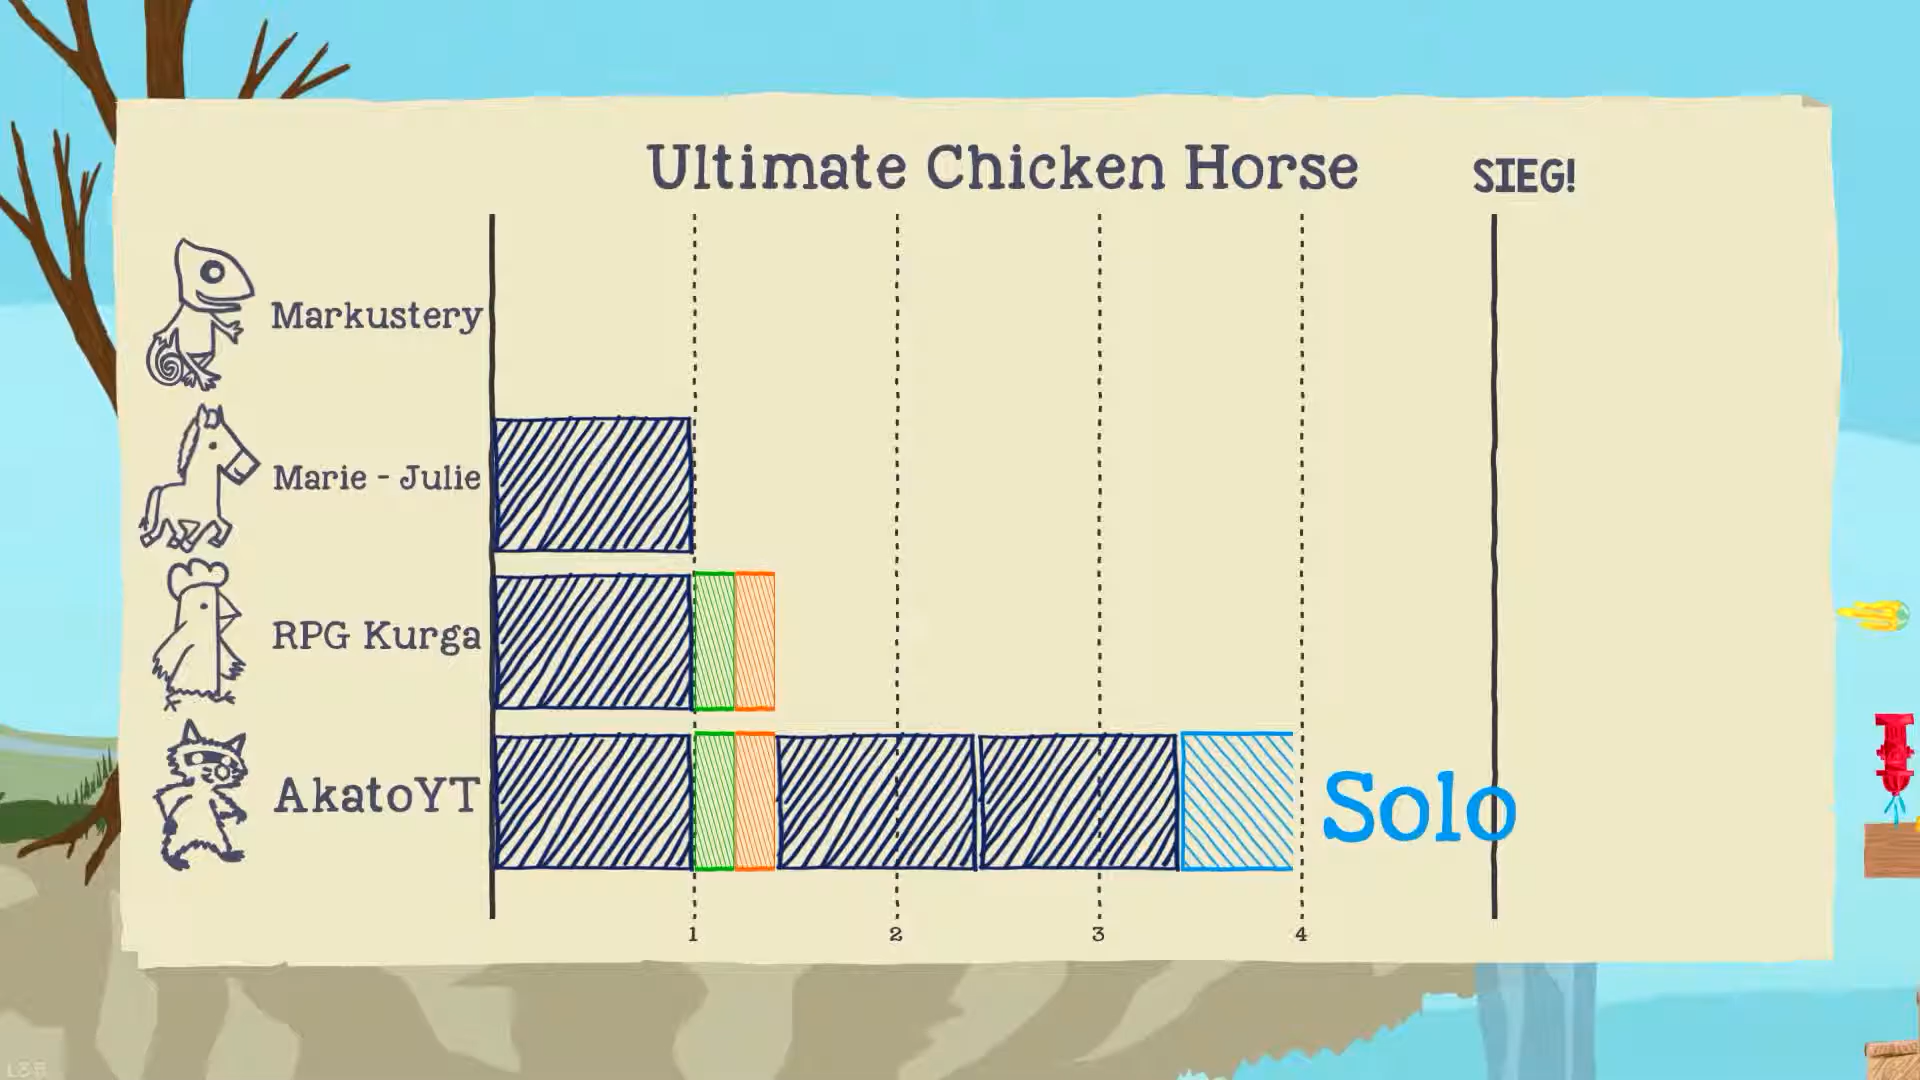 Ultimate Chicken Horse
SIEG!
Markustery
Marie - Julie
RPG Kurga
AkatoYT
Solo
1 2 3 4